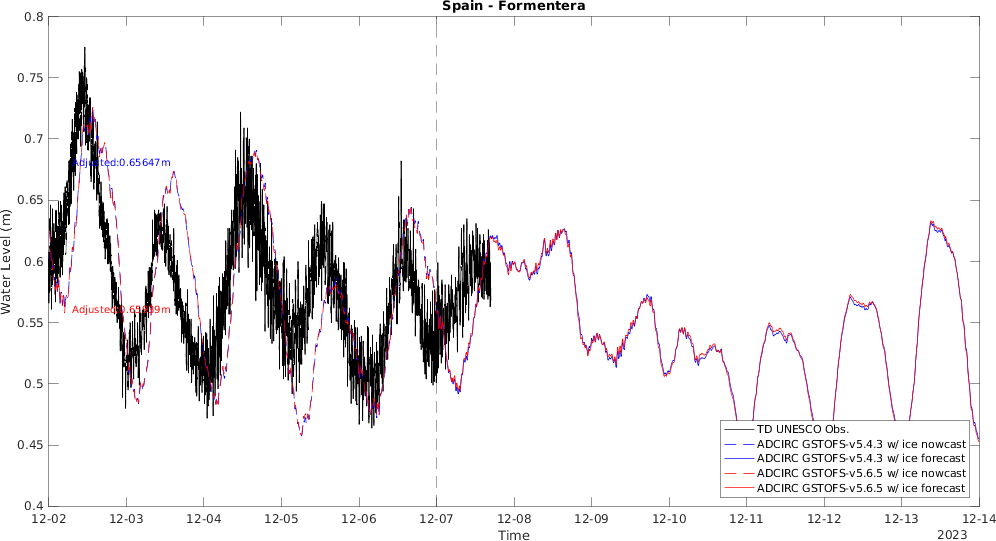 Spain - Formentera
0.8
0.75
0.7
0.65
0.6
0.55
0.5
0.45
0.4
Water Level (m)
Adjusted:0.65647m
12-02
12-03
12-04
12-05
12-06
12-07
12-08
12-09
12-10
12-11
12-12
12-13
12-14
Time
2023
TD UNESCO Obs.
ADCIRC GSTOFS-v5.4.3 w/ ice nowcast
ADCIRC GSTOFS-v5.4.3 w/ ice forecast
ADCIRC GSTOFS-v5.6.5 w/ ice nowcast
ADCIRC GSTOFS-v5.6.5 w/ ice forecast